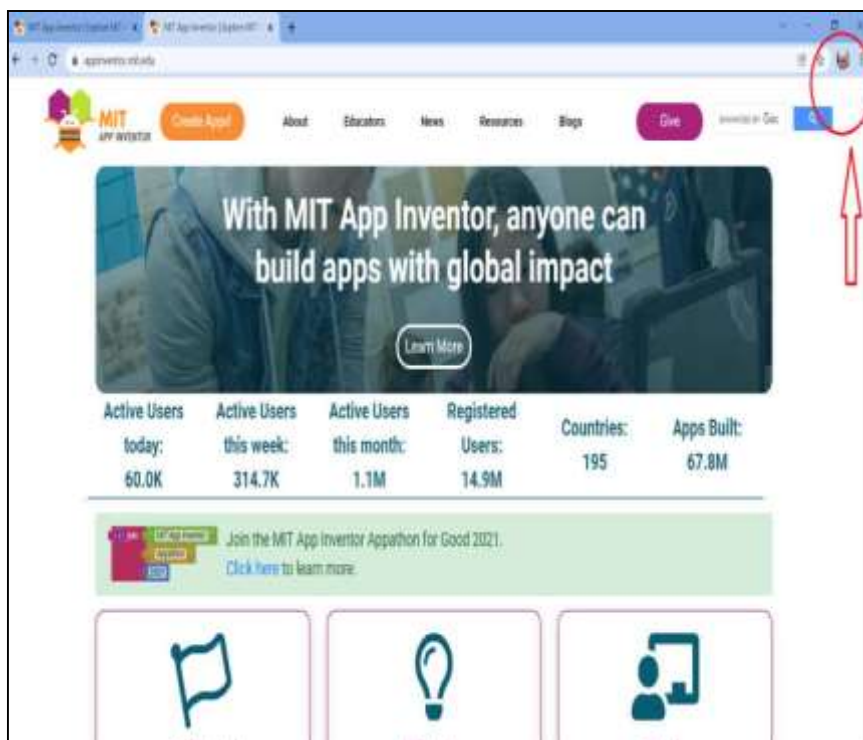 appinventor.mit.edu
MIT
APP INVENTOR
Create Apps!
About
Educators
News
Resources
Blogs
Give
With MIT App Inventor, anyone can
build apps with global impact
Learn More
Active Users
today:
60.0K
Active Users
this week:
314.7K
Active Users
this month:
1.1M
Registered
Users:
14.9M
Countries:
195
Apps Built:
67.8M
Join the MIT App Inventor Appathon for Good 2021.
Click here to learn more.